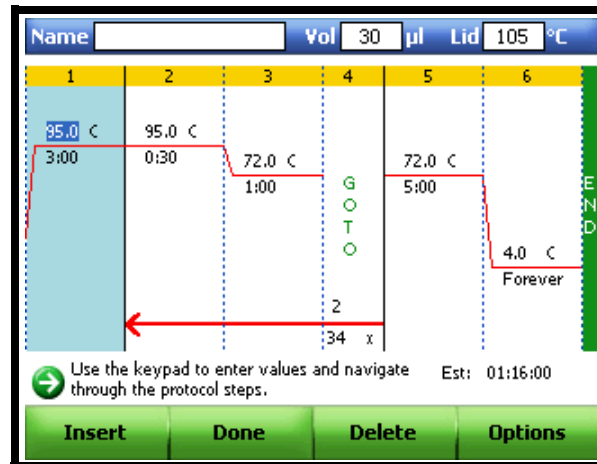 Name Vol 30 µl Lid 105 °C
1 2 3 4 5 6
95.0 C 95.0 C
3:00 0:30 72.0 C 72.0 C
1:00 5:00
GOTO
END
4.0 C
Forever
2
34 x
Use the keypad to enter values and navigate Est: 01:16:00
through the protocol steps.
Insert Done Delete Options